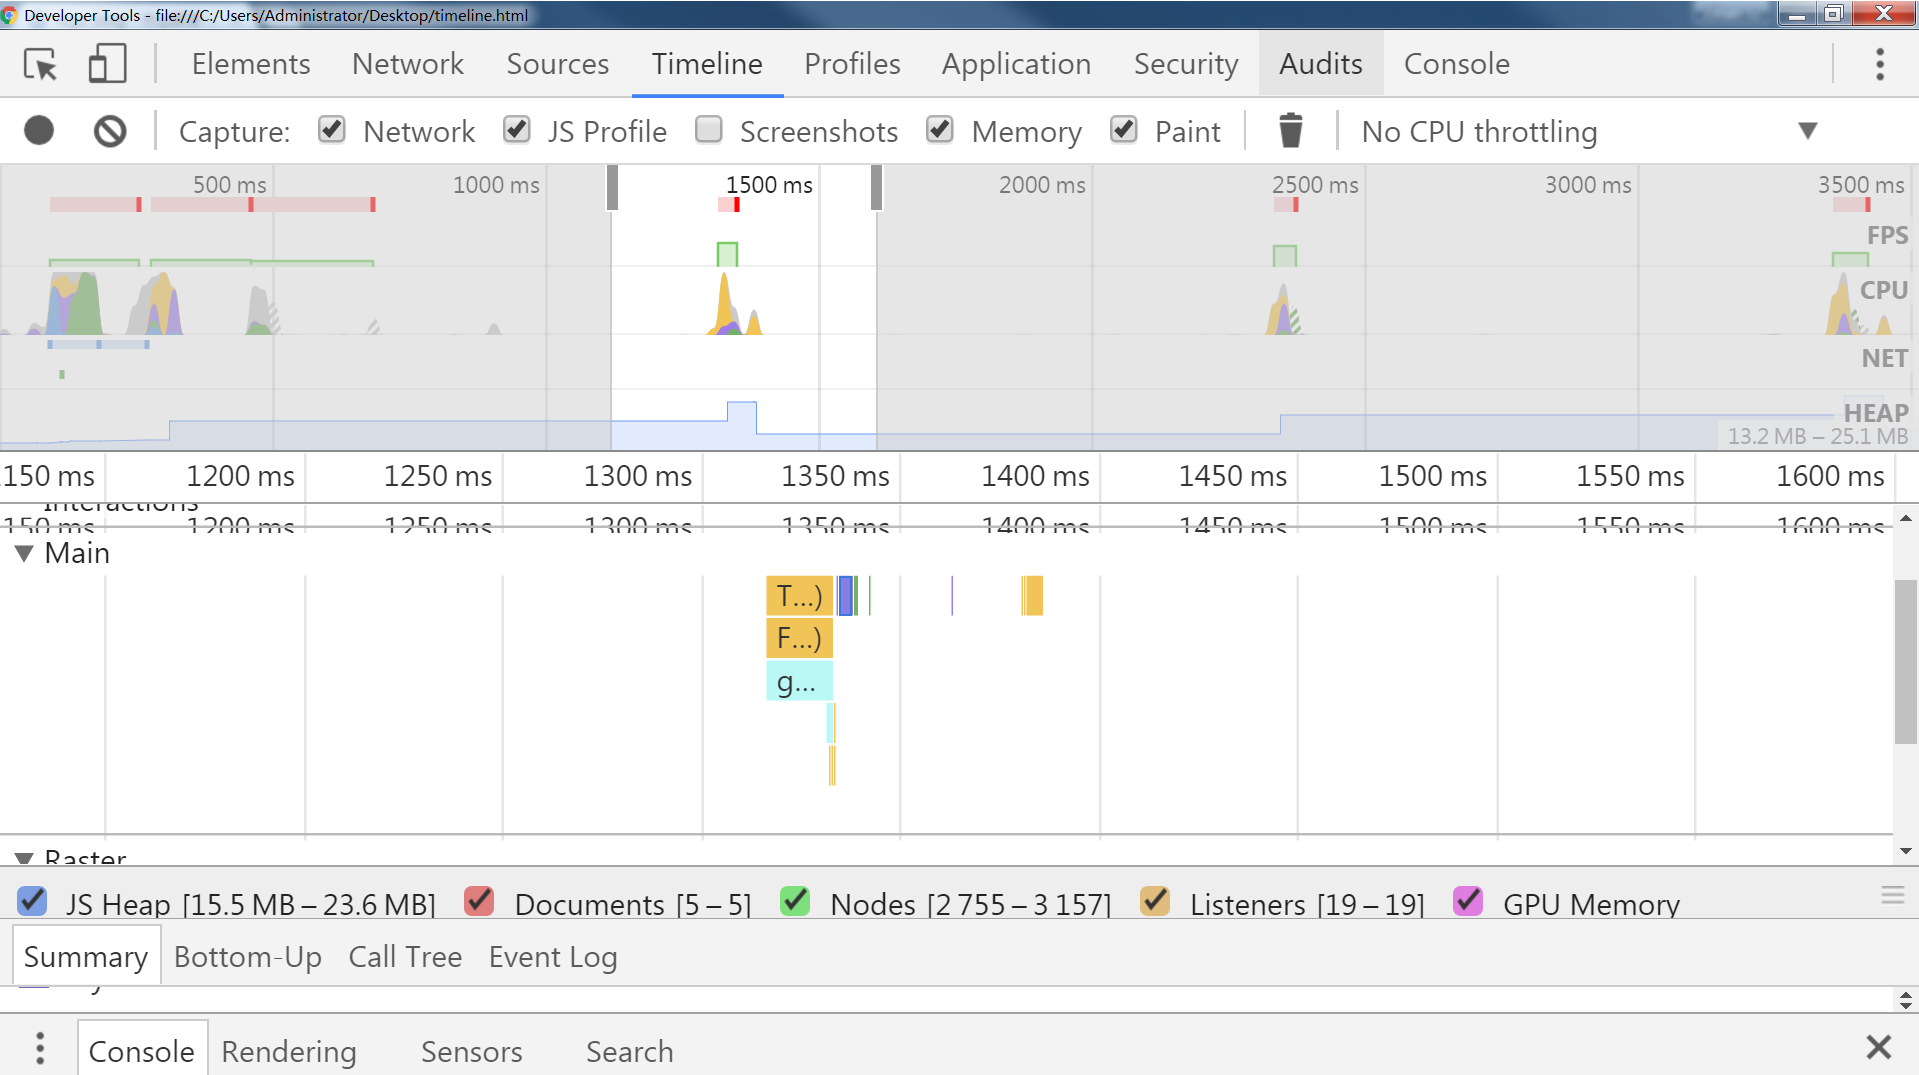 Developer Tools - file:///C:/Users/Administrator/Desktop/timeline.html
Elements Network Sources Timeline Profiles Application Security Audits Console
Capture: Network JS Profile Screenshots Memory Paint No CPU throttling
500 ms 1000 ms 1500 ms 2000 ms 2500 ms 3000 ms 3500 ms
FPS
CPU
NET
HEAP
13.2 MB – 25.1 MB
150 ms 1200 ms 1250 ms 1300 ms 1350 ms 1400 ms 1450 ms 1500 ms 1550 ms 1600 ms
Interactions
150 ms 1200 ms 1250 ms 1300 ms 1350 ms 1400 ms 1450 ms 1500 ms 1550 ms 1600 ms
Main
T...)
F...)
g...
Raster
JS Heap [15.5 MB – 23.6 MB] Documents [5 – 5] Nodes [2 755 – 3 157] Listeners [19 – 19] GPU Memory
Summary Bottom-Up Call Tree Event Log
Console Rendering Sensors Search